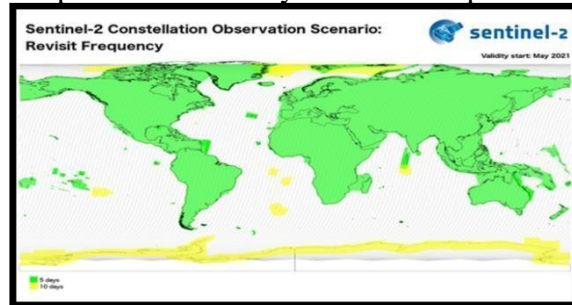 Sentinel-2 Constellation Observation Scenario:
Revisit Frequency
sentinel-2
Validity start: May 2021
5 days
10 days